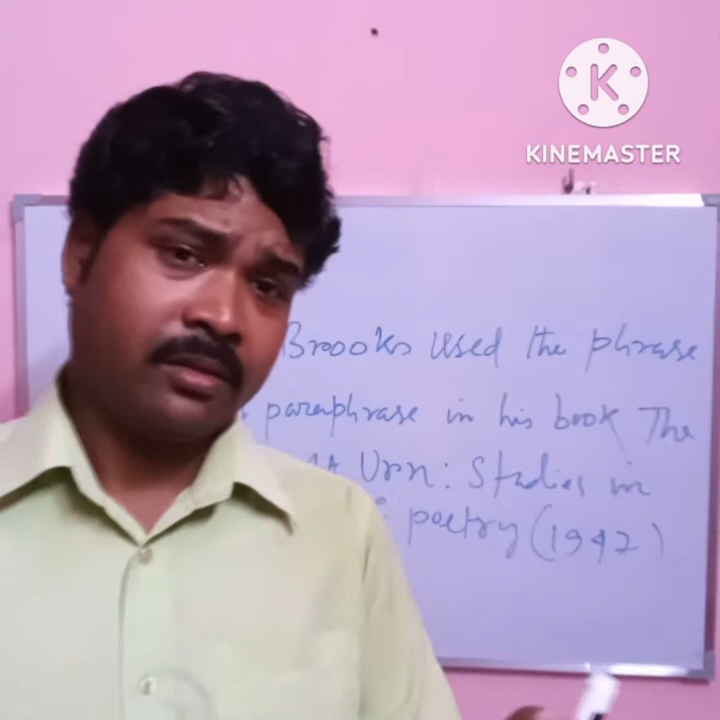 KINEMASTER
Brooks used the phrase
paraphrase in his book The
Urn: Studies in
poetry (1942)